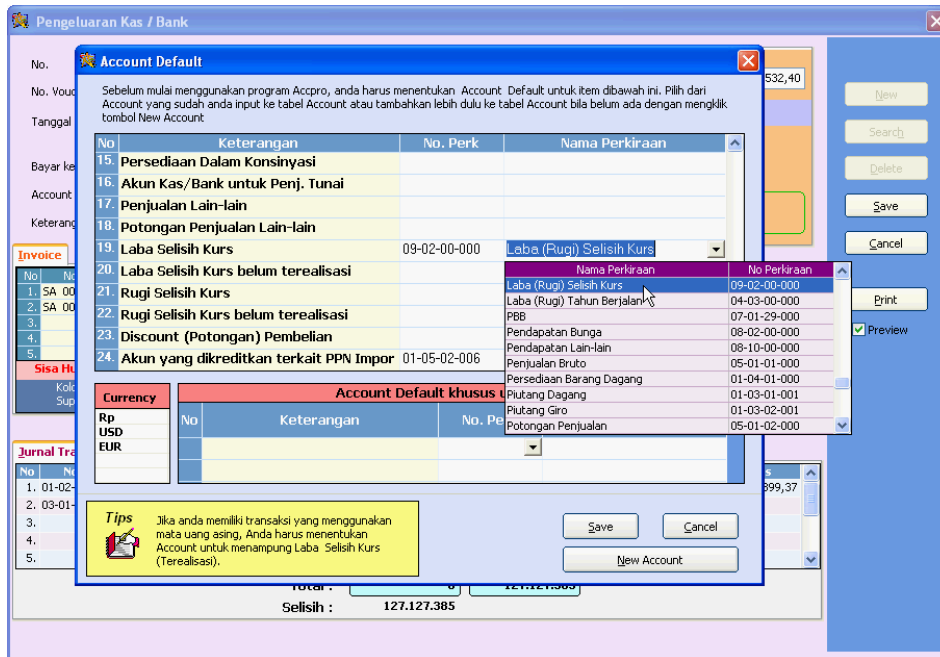 Pengeluaran Kas / Bank
No.
532,40
No. Vouc
Tanggal
Bayar ke
Account
Keterang
New
Search
Delete
Save
Cancel
Print
Preview
Account Default
Sebelum mulai menggunakan program Accpro, anda harus menentukan Account Default untuk item dibawah ini. Pilih dari
Account yang sudah anda input ke tabel Account atau tambahkan lebih dulu ke tabel Account bila belum ada dengan mengklik
tombol New Account
No Keterangan No. Perk Nama Perkiraan
15. Persediaan Dalam Konsinyasi
16. Akun Kas/Bank untuk Penj. Tunai
17. Penjualan Lain-lain
18. Potongan Penjualan Lain-lain
19. Laba Selisih Kurs 09-02-00-000 Laba (Rugi) Selisih Kurs
20. Laba Selisih Kurs belum terealisasi
21. Rugi Selisih Kurs
22. Rugi Selisih Kurs belum terealisasi
23. Discount (Potongan) Pembelian
24. Akun yang dikreditkan terkait PPN Impor 01-05-02-006
Nama Perkiraan No Perkiraan
Laba (Rugi) Selisih Kurs 09-02-00-000
Laba (Rugi) Tahun Berjalan 04-03-00-000
PBB 07-01-29-000
Pendapatan Bunga 08-02-00-000
Pendapatan Lain-lain 08-10-00-000
Penjualan Bruto 05-01-01-000
Persediaan Barang Dagang 01-04-01-000
Piutang Dagang 01-03-01-001
Piutang Giro 01-03-02-001
Potongan Penjualan 05-01-02-000
Currency
Rp
USD
EUR
Account Default khusus u
No Keterangan No. Pe
Tips
Jika anda memiliki transaksi yang menggunakan
mata uang asing, Anda harus menentukan
Account untuk menampung Laba Selisih Kurs
(Terealisasi).
Save
Cancel
New Account
Invoice
No No
1. SA 00
2. SA 00
3.
4.
5.
Sisa Hu
Kolo
Sup
Jurnal Tra
No No s
1. 01-02- 399,37
2. 03-01-
3.
4.
5.
Total : 0 127.127.385
Selisih : 127.127.385